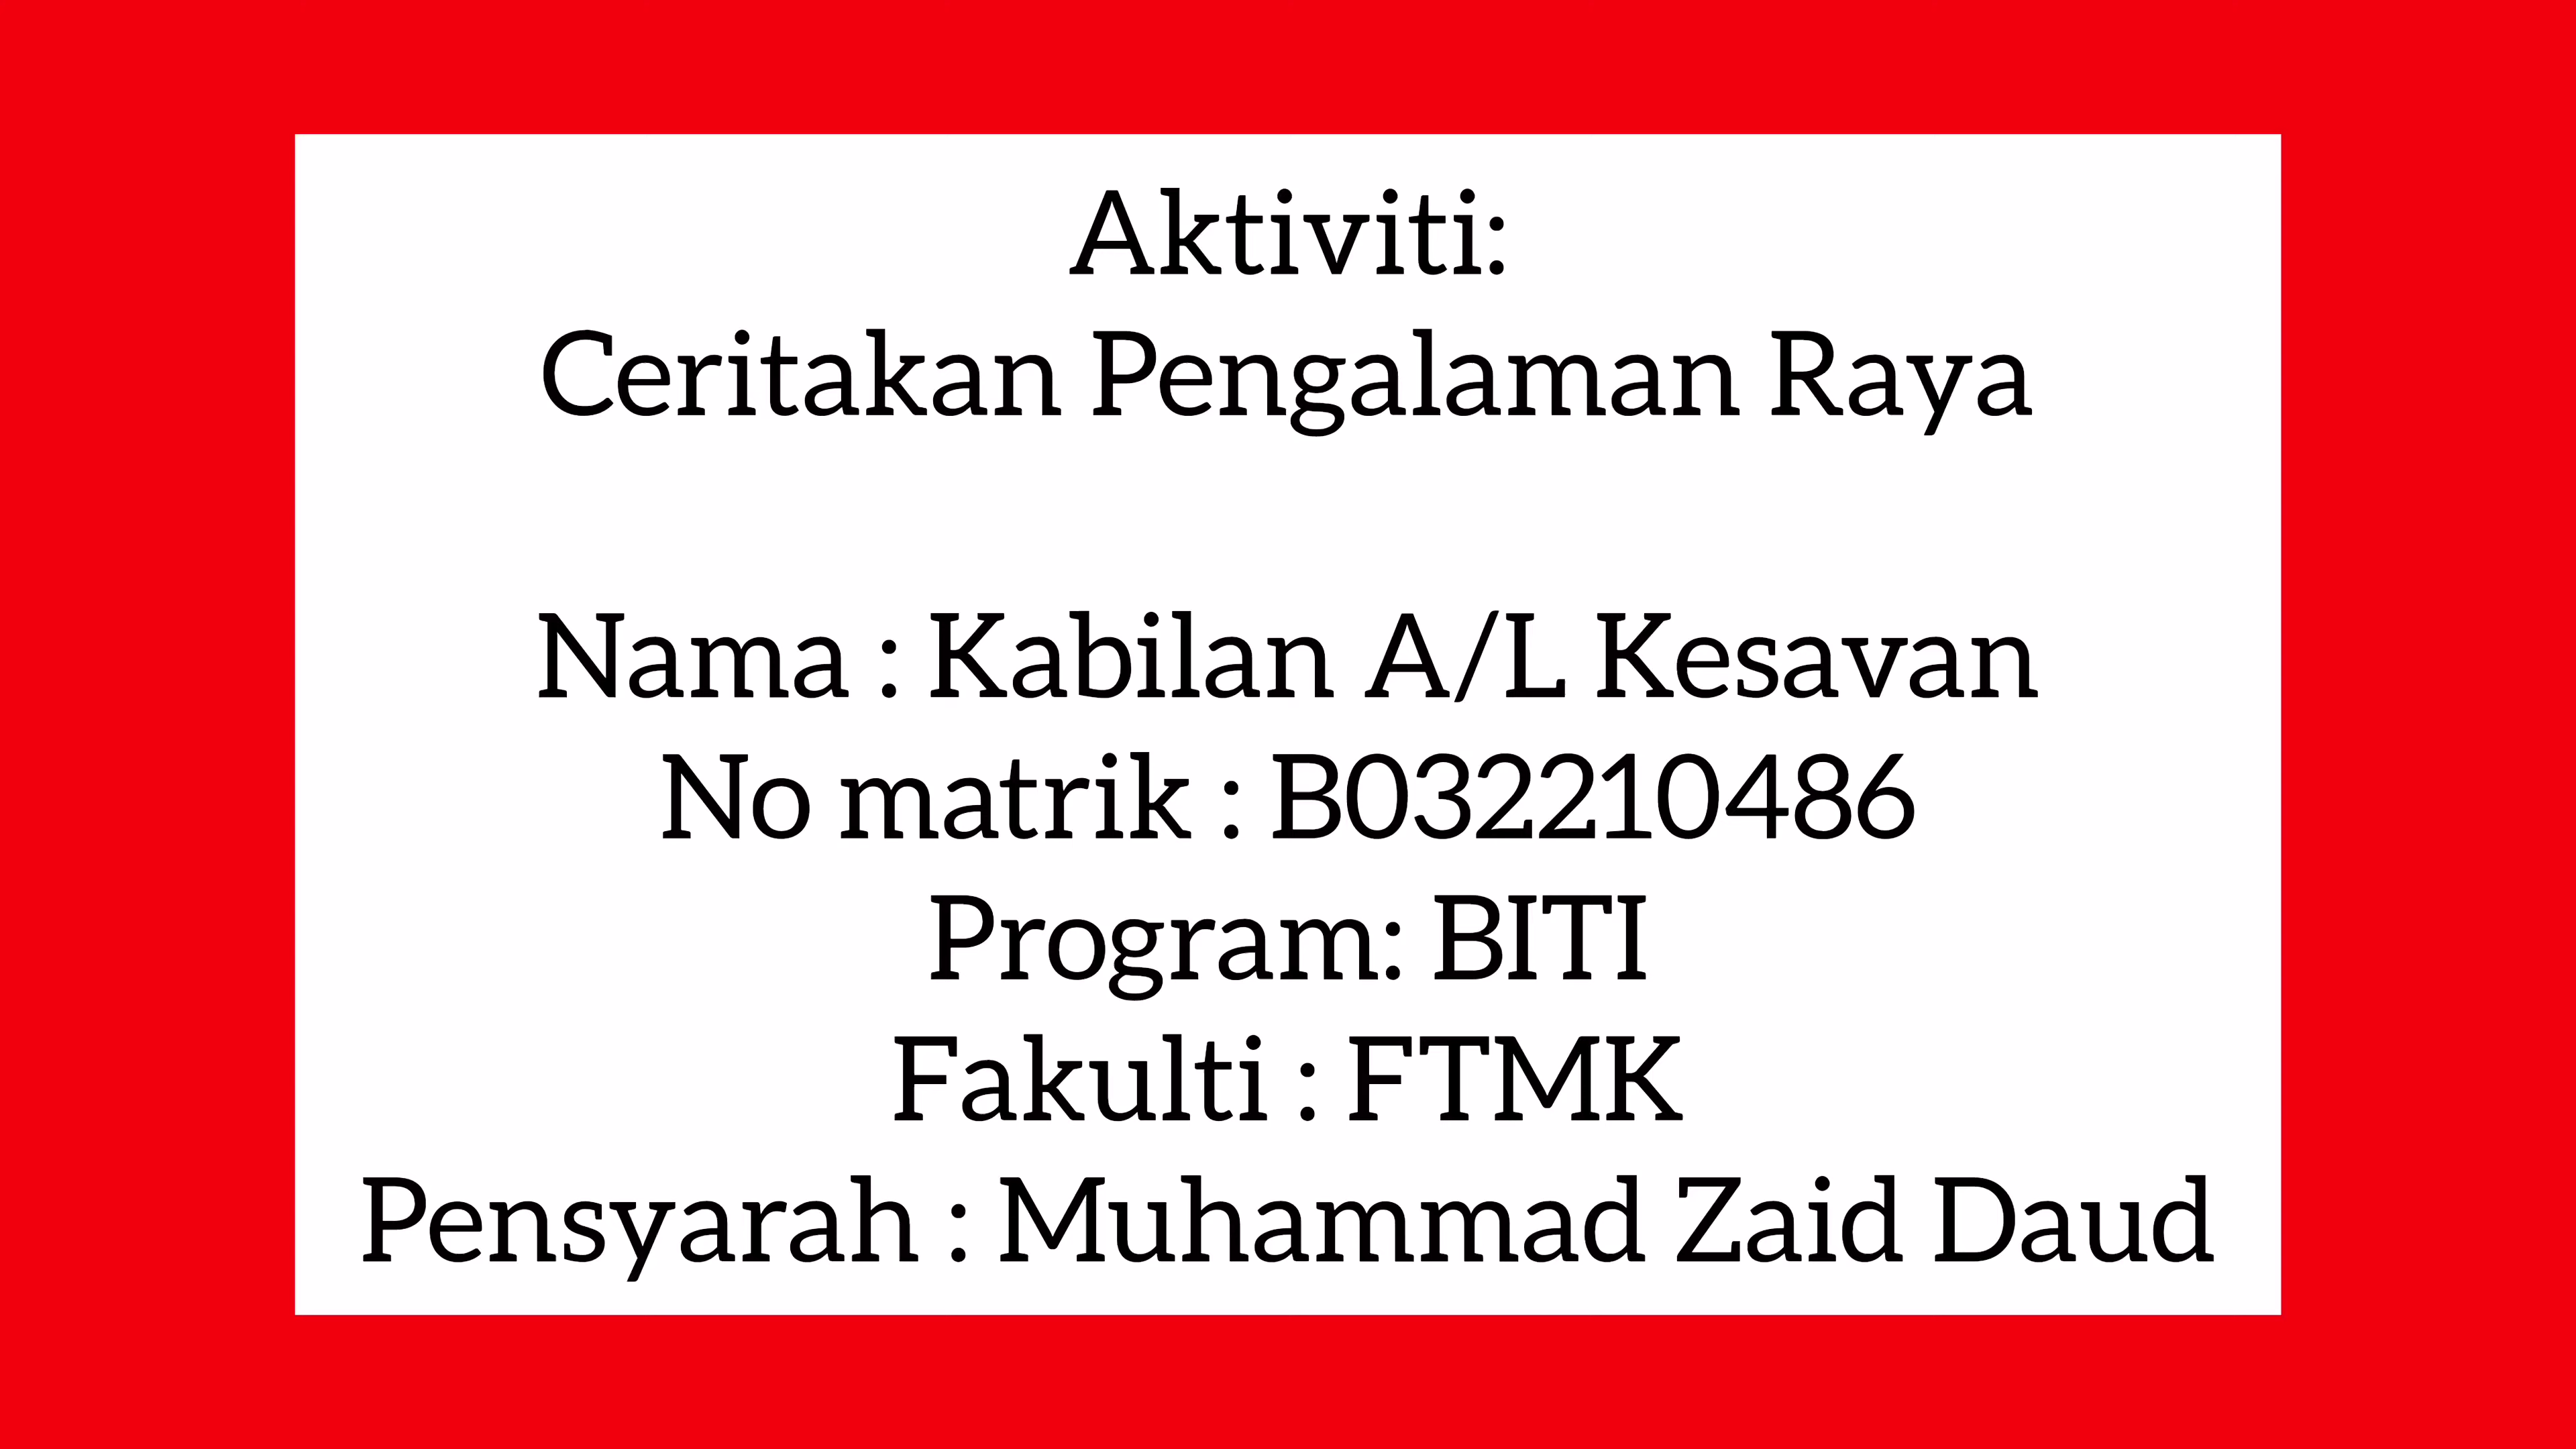 Aktiviti:
Ceritakan Pengalaman Raya
Nama : Kabilan A/L Kesavan
No matrik : B032210486
Program: BITI
Fakulti : FTMK
Pensyarah : Muhammad Zaid Daud